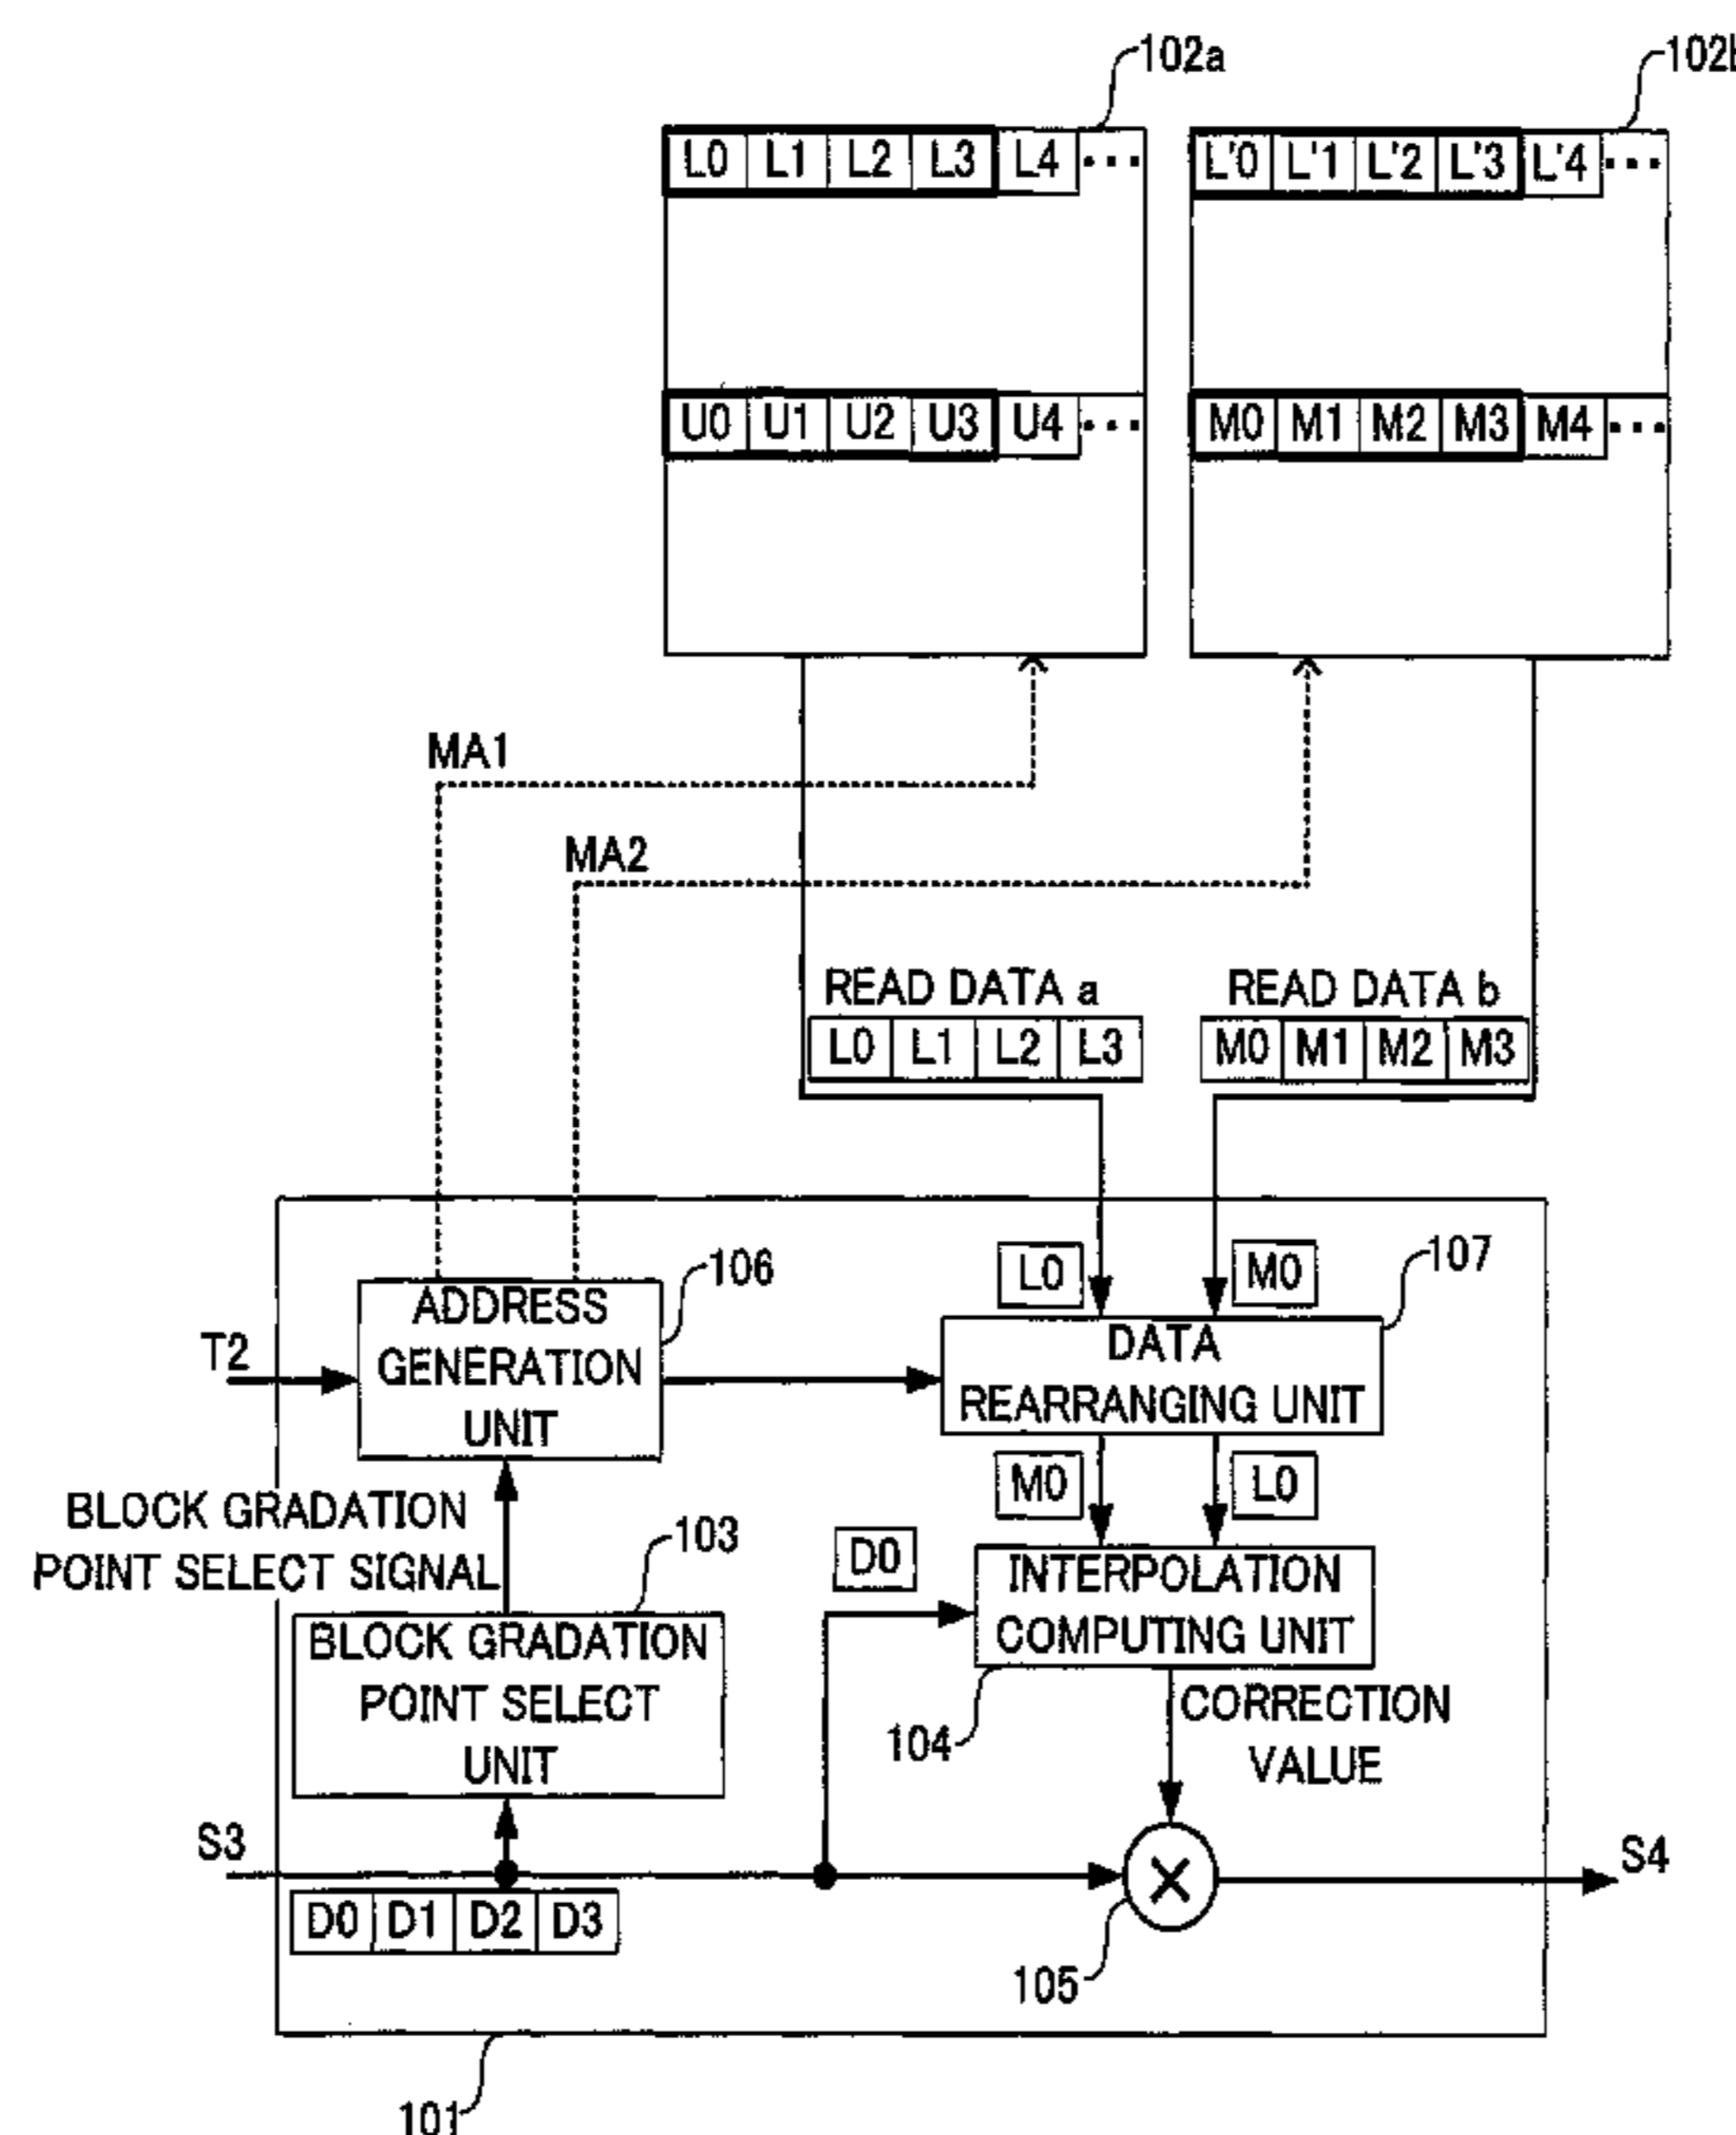 102a
102b
L0 L1 L2 L3 L4 ...
L'0 L'1 L'2 L'3 L'4 ...
U0 U1 U2 U3 U4 ...
M0 M1 M2 M3 M4 ...
MA1
MA2
READ DATA a
READ DATA b
L0 L1 L2 L3
M0 M1 M2 M3
106
L0
M0
107
T2
ADDRESS
GENERATION
UNIT
DATA
REARRANGING UNIT
M0
L0
BLOCK GRADATION
POINT SELECT SIGNAL
103
D0
INTERPOLATION
COMPUTING UNIT
BLOCK GRADATION
POINT SELECT
UNIT
104
CORRECTION
VALUE
S3
S4
×
D0 D1 D2 D3
105
101